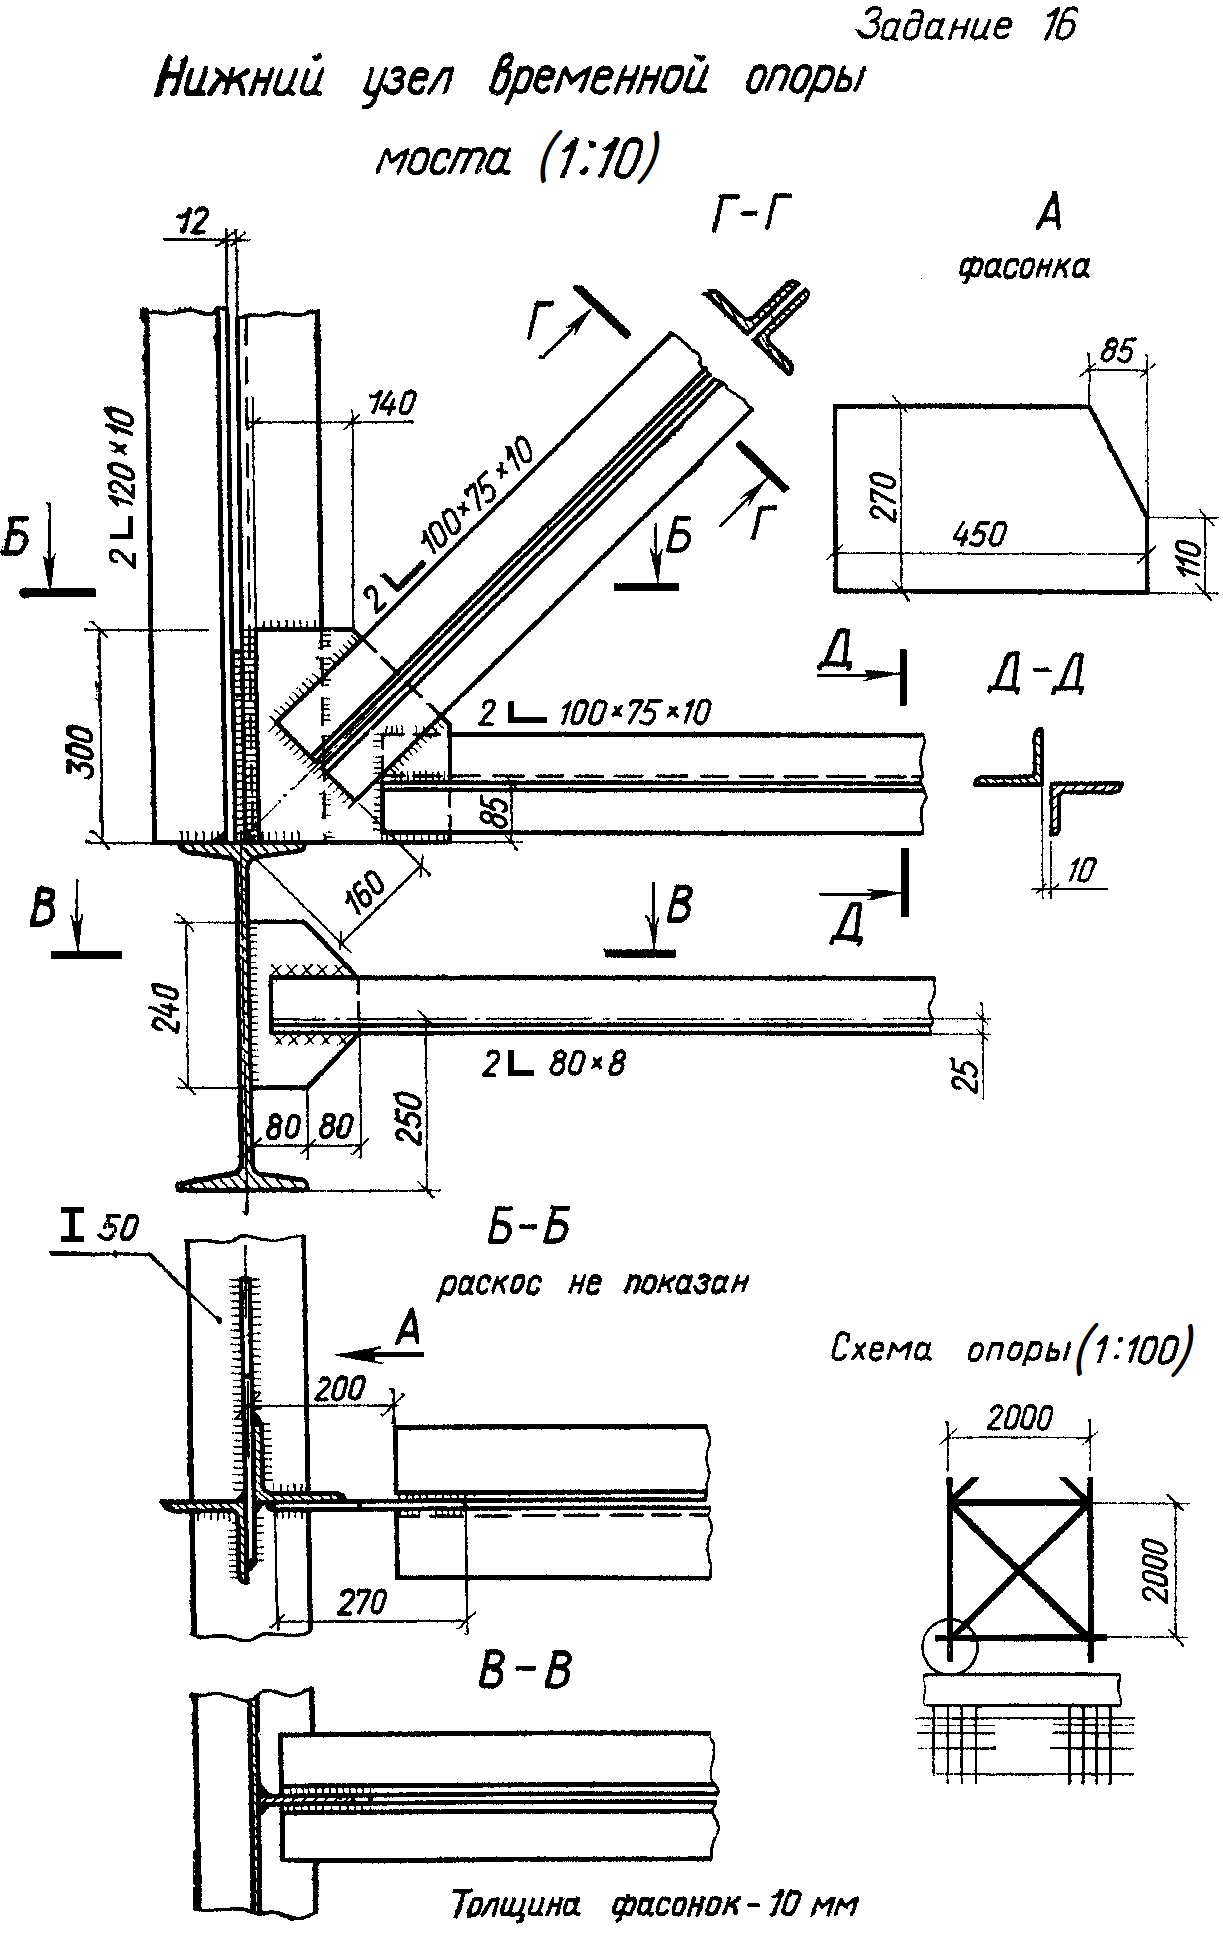 Задание 16
Нижний узел временной опоры
моста (1:10)
Г-Г
А
фасонка
12
Г
85
140
2 L 120×10
2 L 100×75×10
270
450
110
Г
Б
Б
Д
Д-Д
300
2 L 100×75×10
85
10
160
В
В
Д
240
2 L 80×8
25
80
80
250
I 50
Б-Б
раскос не показан
А
Схема опоры (1:100)
200
2000
2000
270
В-В
Толщина фасонок - 10 мм